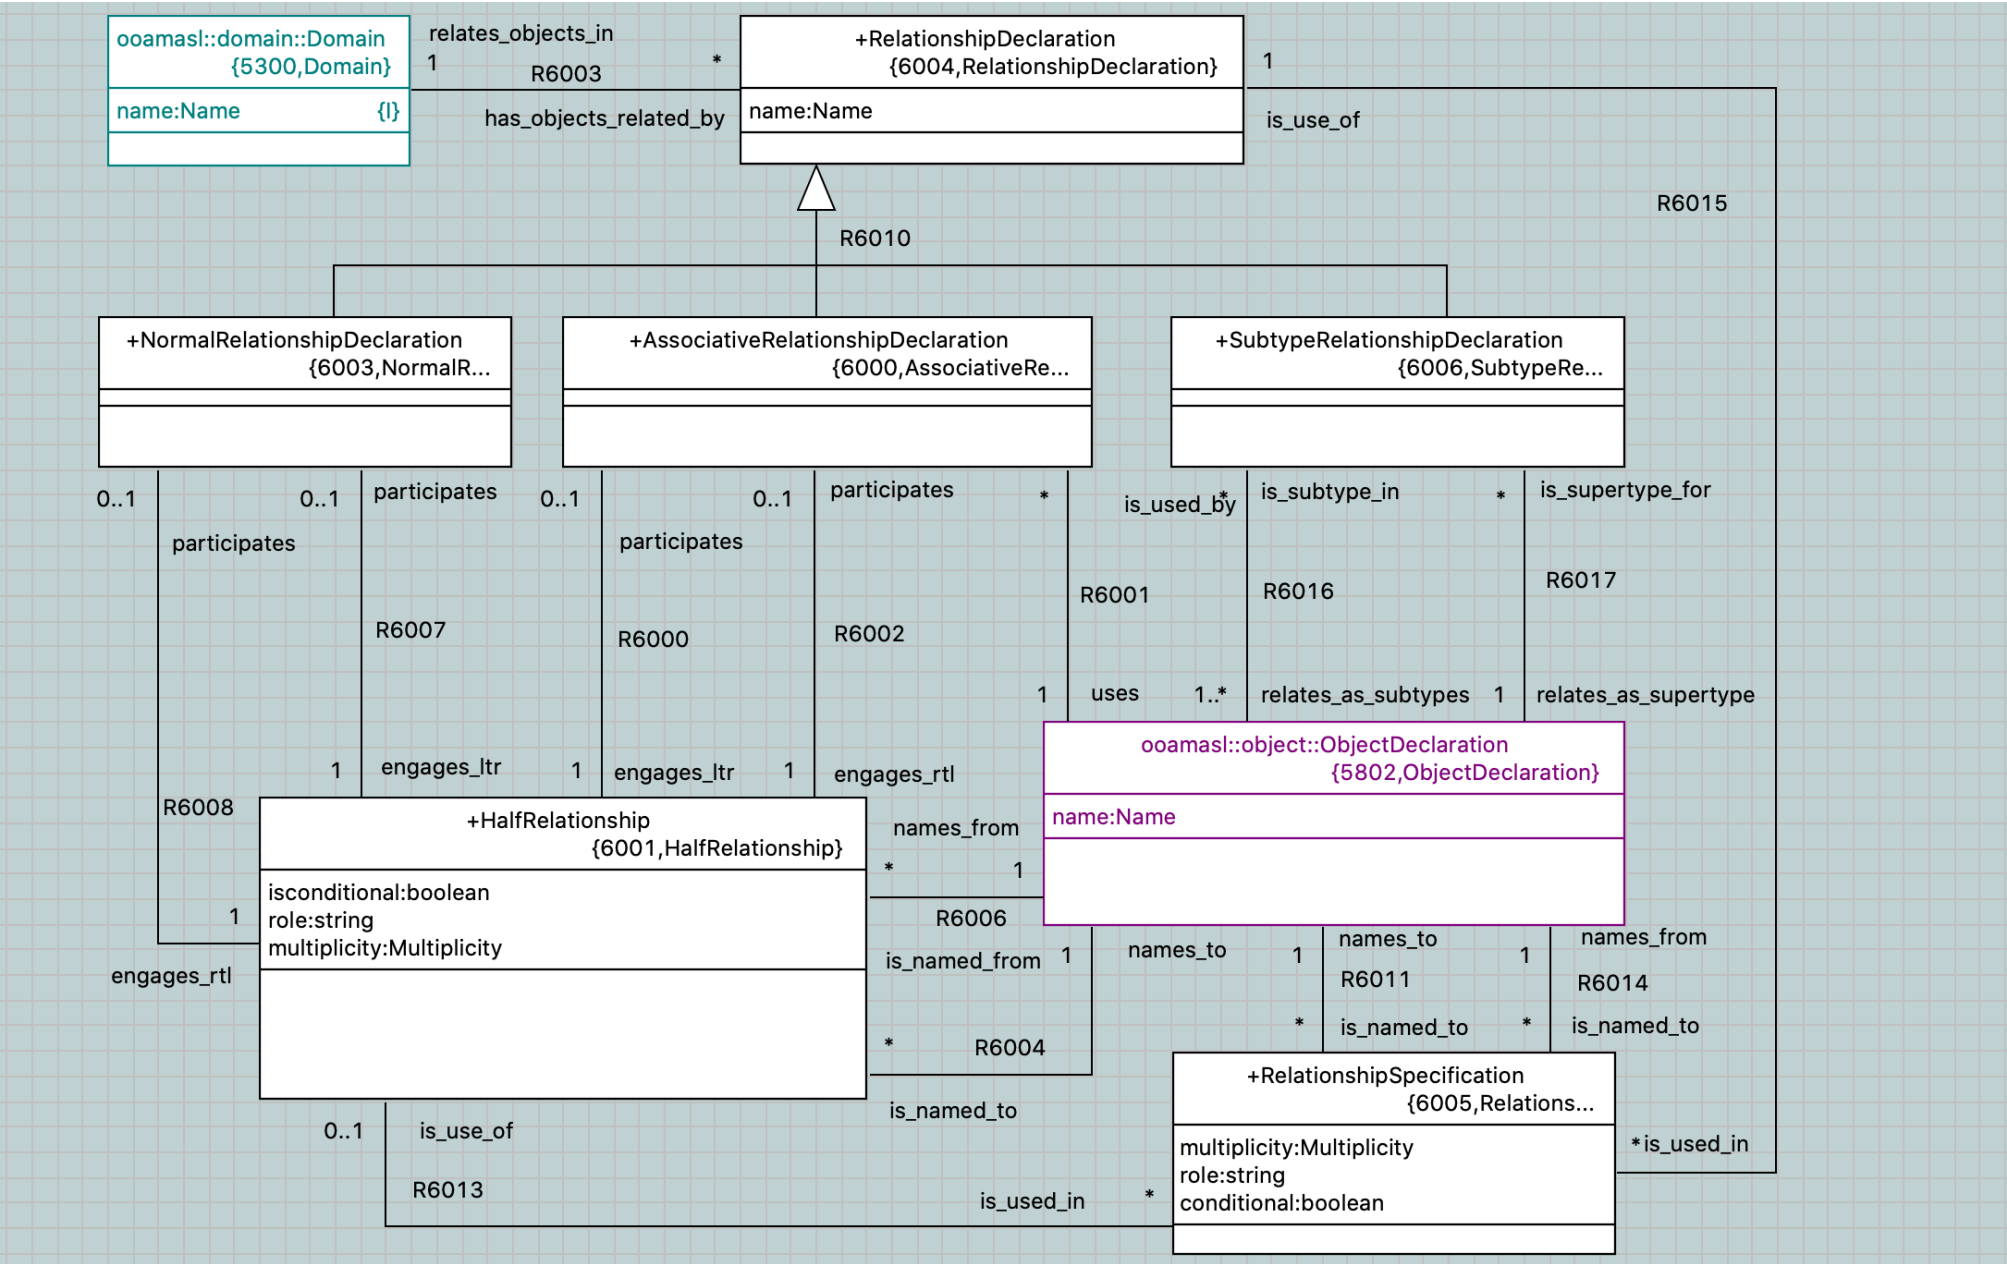 ooamasl::domain::Domain
{5300,Domain}
name:Name {I}
relates_objects_in
1 *
R6003
has_objects_related_by
+RelationshipDeclaration
{6004,RelationshipDeclaration}
name:Name
1
is_use_of
R6015
R6010
+NormalRelationshipDeclaration
{6003,NormalR...
+AssociativeRelationshipDeclaration
{6000,AssociativeRe...
+SubtypeRelationshipDeclaration
{6006,SubtypeRe...
0..1
participates
0..1
participates
0..1
participates
0..1
participates
*
is_used_by
*
is_subtype_in
*
is_supertype_for
R6007
R6000
R6002
R6001
R6016
R6017
1
uses
1..*
relates_as_subtypes
1
relates_as_supertype
1
engages_ltr
1
engages_ltr
1
engages_rtl
R6008
1
engages_rtl
+HalfRelationship
{6001,HalfRelationship}
isconditional:boolean
role:string
multiplicity:Multiplicity
ooamasl::object::ObjectDeclaration
{5802,ObjectDeclaration}
name:Name
names_from
* 1
R6006
is_named_from
1
names_to
*
R6004
is_named_to
1
names_to
R6011
*
is_named_to
1
names_from
R6014
*
is_named_to
+RelationshipSpecification
{6005,Relations...
multiplicity:Multiplicity
role:string
conditional:boolean
*is_used_in
0..1
is_use_of
R6013
is_used_in
*